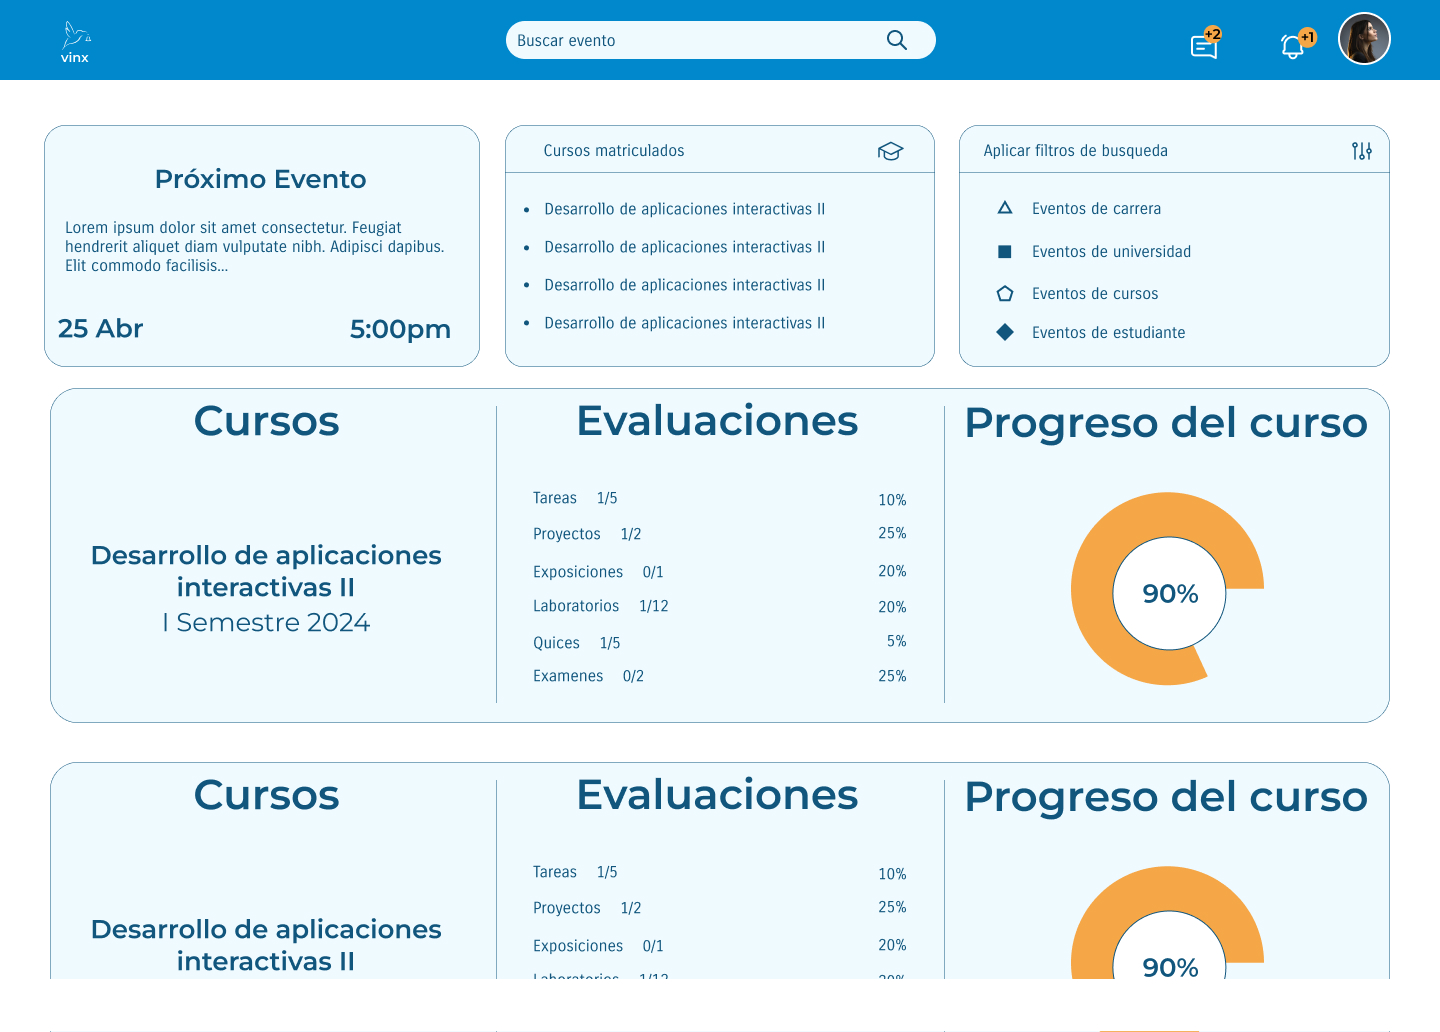 vinx
Buscar evento
+2
+1
Próximo Evento
Lorem ipsum dolor sit amet consectetur. Feugiat
hendrerit aliquet diam vulputate nibh. Adipisci dapibus.
Elit commodo facilisis...
25 Abr
5:00pm
Cursos matriculados
• Desarrollo de aplicaciones interactivas II
• Desarrollo de aplicaciones interactivas II
• Desarrollo de aplicaciones interactivas II
• Desarrollo de aplicaciones interactivas II
Aplicar filtros de busqueda
Eventos de carrera
Eventos de universidad
Eventos de cursos
Eventos de estudiante
Cursos
Desarrollo de aplicaciones
interactivas II
I Semestre 2024
Evaluaciones
Tareas 1/5 10%
Proyectos 1/2 25%
Exposiciones 0/1 20%
Laboratorios 1/12 20%
Quices 1/5 5%
Examenes 0/2 25%
Progreso del curso
90%
Cursos
Desarrollo de aplicaciones
interactivas II
Evaluaciones
Tareas 1/5 10%
Proyectos 1/2 25%
Exposiciones 0/1 20%
Laboratorios 1/12 20%
Progreso del curso
90%